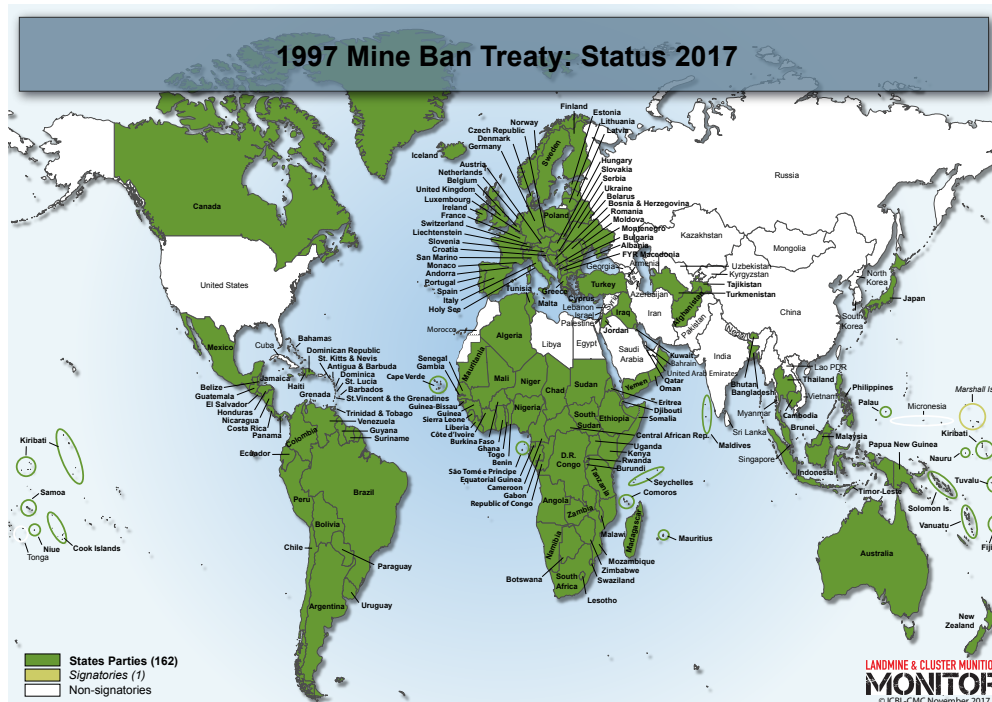 1997 Mine Ban Treaty: Status 2017
Finland
Estonia
Lithuania
Latvia
Norway
Czech Republic
Denmark
Germany
Sweden
Iceland
Austria
Netherlands
Belgium
United Kingdom
Luxembourg
Ireland
France
Switzerland
Liechtenstein
Slovenia
Croatia
San Marino
Monaco
Andorra
Portugal
Spain
Italy
Holy See
Hungary
Slovakia
Serbia
Ukraine
Belarus
Bosnia & Herzegovina
Romania
Moldova
Montenegro
Bulgaria
Albania
FYR Macedonia
Poland
Russia
Canada
United States
Kazakhstan
Mongolia
Georgia
Armenia
Uzbekistan
Kyrgyzstan
Tajikistan
Turkmenistan
Azerbaijan
Turkey
Greece
Cyprus
Malta
Tunisia
Lebanon
Israel
Palestine
Syria
Iraq
Jordan
Iran
Afghanistan
Pakistan
China
North
Korea
South
Korea
Japan
Morocco
Algeria
Libya
Egypt
Saudi
Arabia
Kuwait
Bahrain
United Arab Emirates
Qatar
Oman
Yemen
India
Nepal
Bhutan
Bangladesh
Myanmar
Lao PDR
Thailand
Vietnam
Cambodia
Philippines
Brunei
Malaysia
Singapore
Indonesia
Sri Lanka
Maldives
Palau
Micronesia
Marshall Is
Kiribati
Nauru
Tuvalu
Papua New Guinea
Solomon Is.
Timor-Leste
Vanuatu
Fiji
Australia
New
Zealand
Mexico
Cuba
Bahamas
Jamaica
Haiti
Dominican Republic
St. Kitts & Nevis
Antigua & Barbuda
Dominica
St. Lucia
Barbados
St.Vincent & the Grenadines
Grenada
Trinidad & Tobago
Venezuela
Guyana
Suriname
Belize
Guatemala
El Salvador
Honduras
Nicaragua
Costa Rica
Panama
Colombia
Ecuador
Peru
Brazil
Bolivia
Chile
Paraguay
Argentina
Uruguay
Kiribati
Samoa
Tonga
Niue
Cook Islands
Senegal
Gambia
Cape Verde
Mauritania
Mali
Niger
Chad
Sudan
Guinea-Bissau
Guinea
Sierra Leone
Liberia
Côte d'Ivoire
Burkina Faso
Ghana
Togo
Benin
Nigeria
São Tomé e Principe
Equatorial Guinea
Cameroon
Gabon
Republic of Congo
South
Sudan
Ethiopia
Eritrea
Djibouti
Somalia
Central African Rep.
Uganda
Kenya
Rwanda
Burundi
D.R.
Congo
Tanzania
Seychelles
Comoros
Angola
Zambia
Malawi
Madagascar
Mauritius
Mozambique
Zimbabwe
Swaziland
Namibia
Botswana
South
Africa
Lesotho
States Parties (162)
Signatories (1)
Non-signatories
LANDMINE & CLUSTER MUNITIO
MONITOR
© ICBL-CMC November 2017